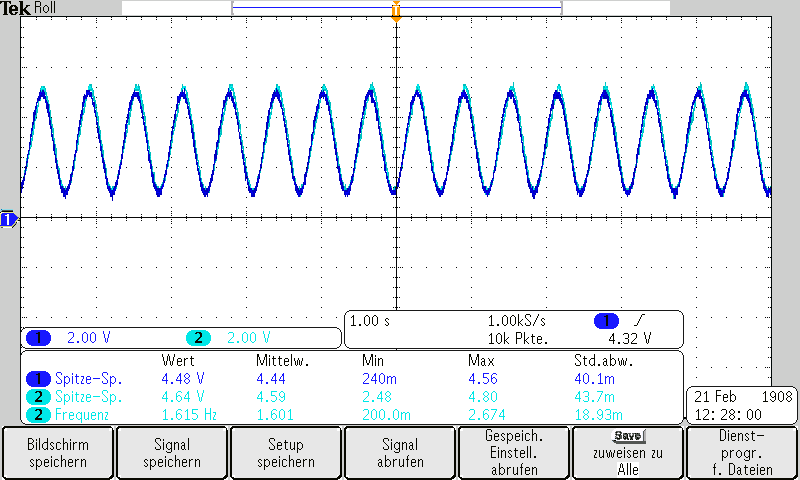 Tek Roll
T
1
1 2.00 V 2 2.00 V
1.00 s 1.00kS/s 1
10k Pkte. 4.32 V
Wert Mittelw. Min Max Std.abw.
1 Spitze-Sp. 4.48 V 4.44 240m 4.56 40.1m
2 Spitze-Sp. 4.64 V 4.59 2.48 4.80 43.7m
2 Frequenz 1.615 Hz 1.601 200.0m 2.674 18.93m
21 Feb 1908
12:28:00
Bildschirm
speichern
Signal
speichern
Setup
speichern
Signal
abrufen
Gespeich.
Einstell.
abrufen
Save
zuweisen zu
Alle
Dienst-
progr.
f. Dateien